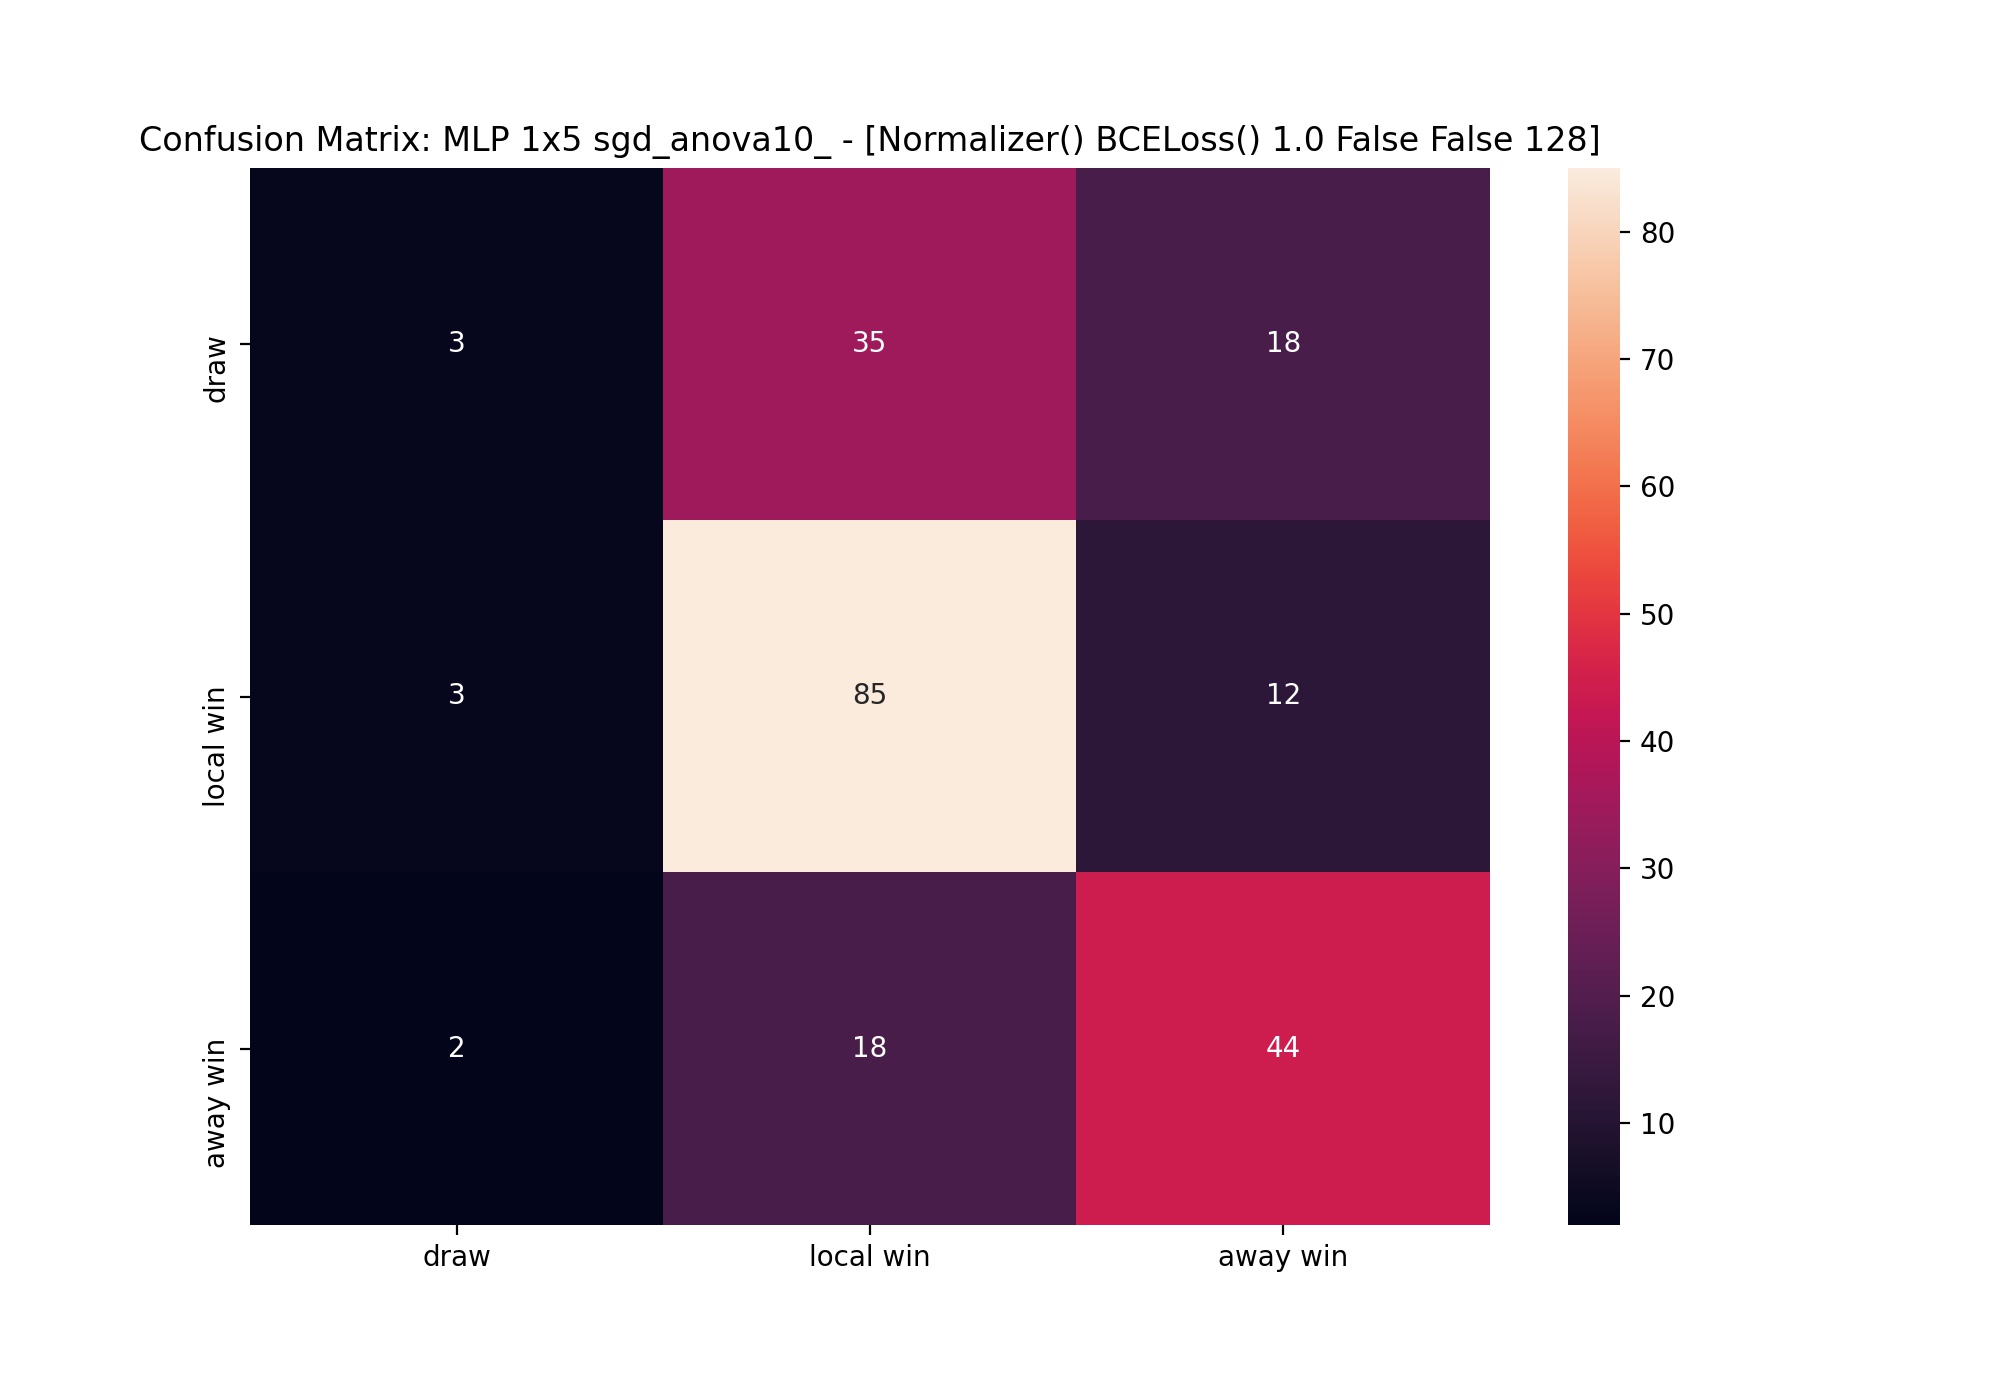 Confusion Matrix: MLP 1x5 sgd_anova10_ - [Normalizer() BCELoss() 1.0 False False 128]
draw
3
35
18
local win
3
85
12
away win
2
18
44
draw
local win
away win
80
70
60
50
40
30
20
10